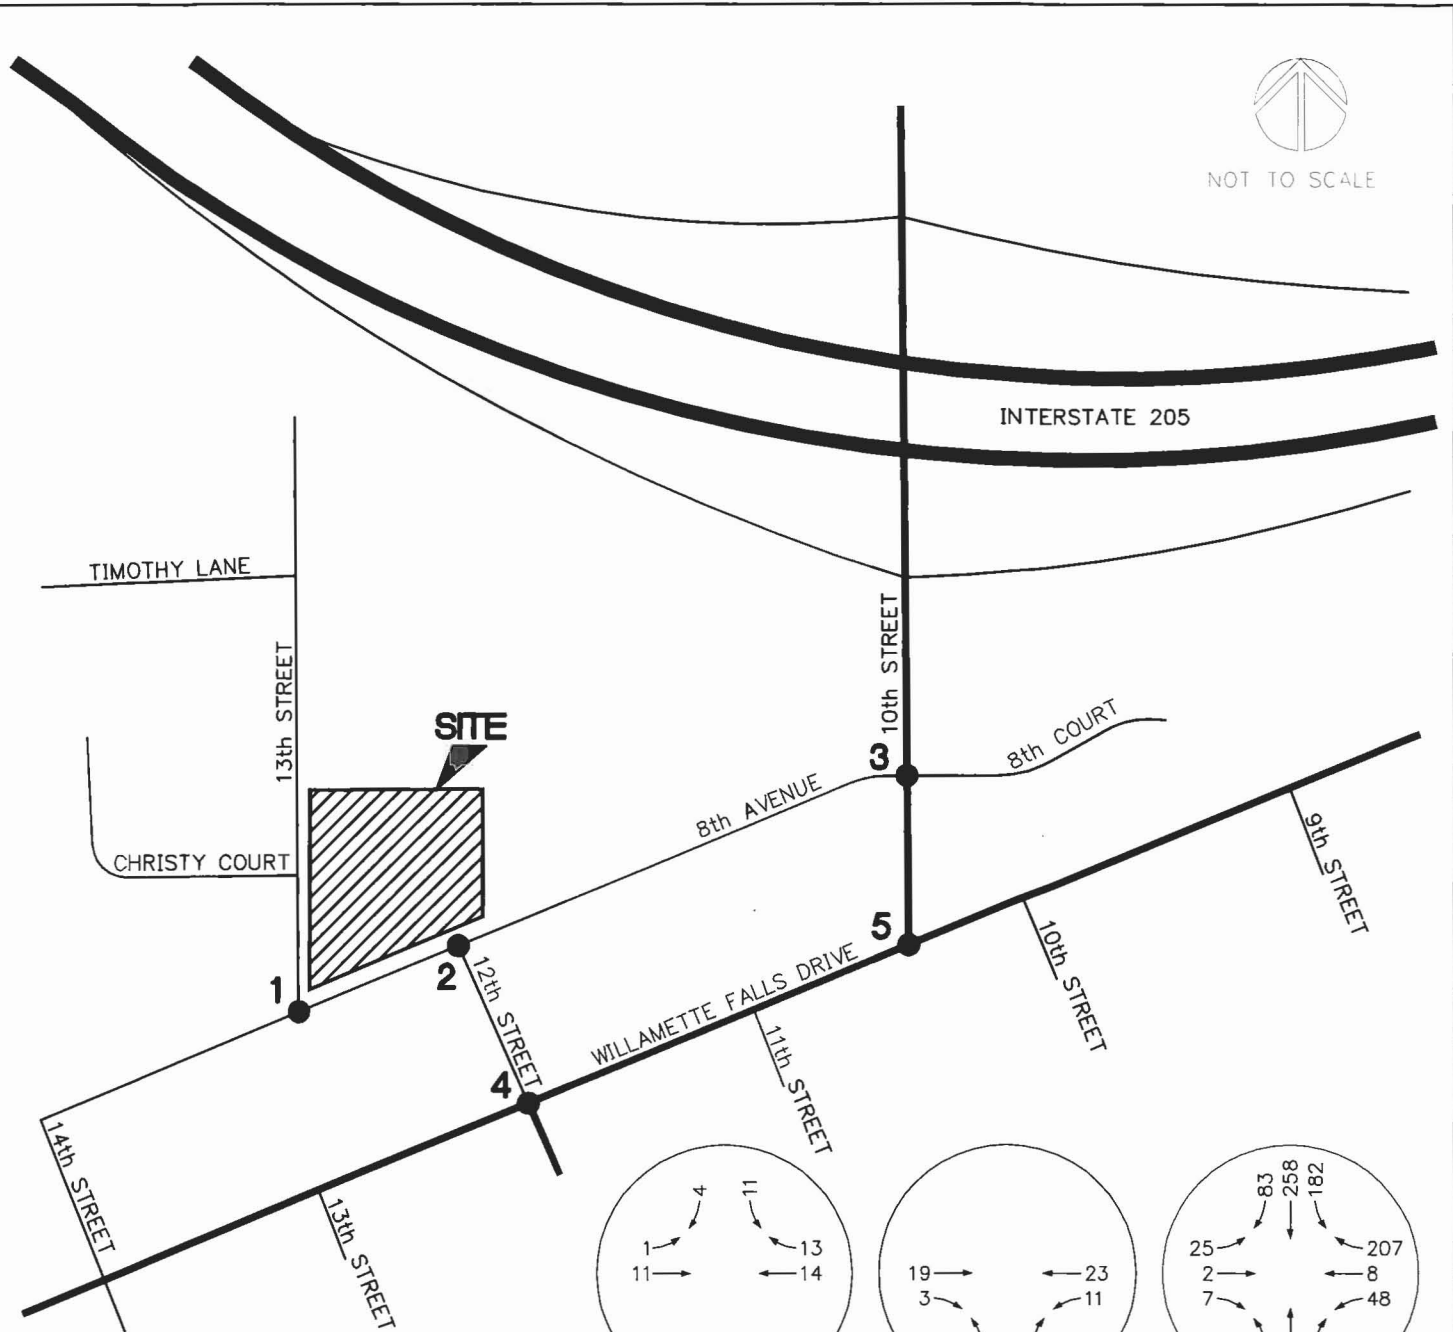 NOT TO SCALE
INTERSTATE 205
TIMOTHY LANE
13th STREET
10th STREET
SITE
3
8th COURT
8th AVENUE
CHRISTY COURT
9th STREET
5
10th STREET
1
2
12th STREET
WILLAMETTE FALLS DRIVE
11th STREET
4
14th STREET
13th STREET
4 11
1 13
11 14
19 23
3 11
83 258 182
25 207
2 8
7 48